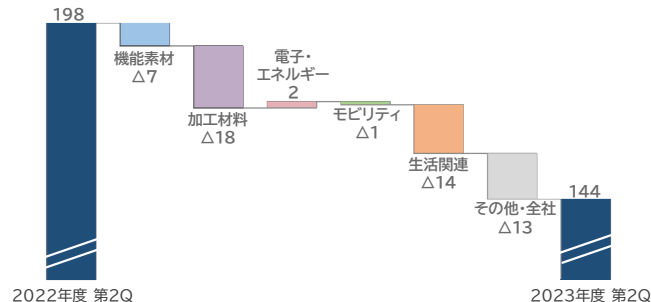 198
機能素材
△7
加工材料
△18
電子・
エネルギー
2
モビリティ
△1
生活関連
△14
その他・全社
△13
144
2022年度 第2Q
2023年度 第2Q